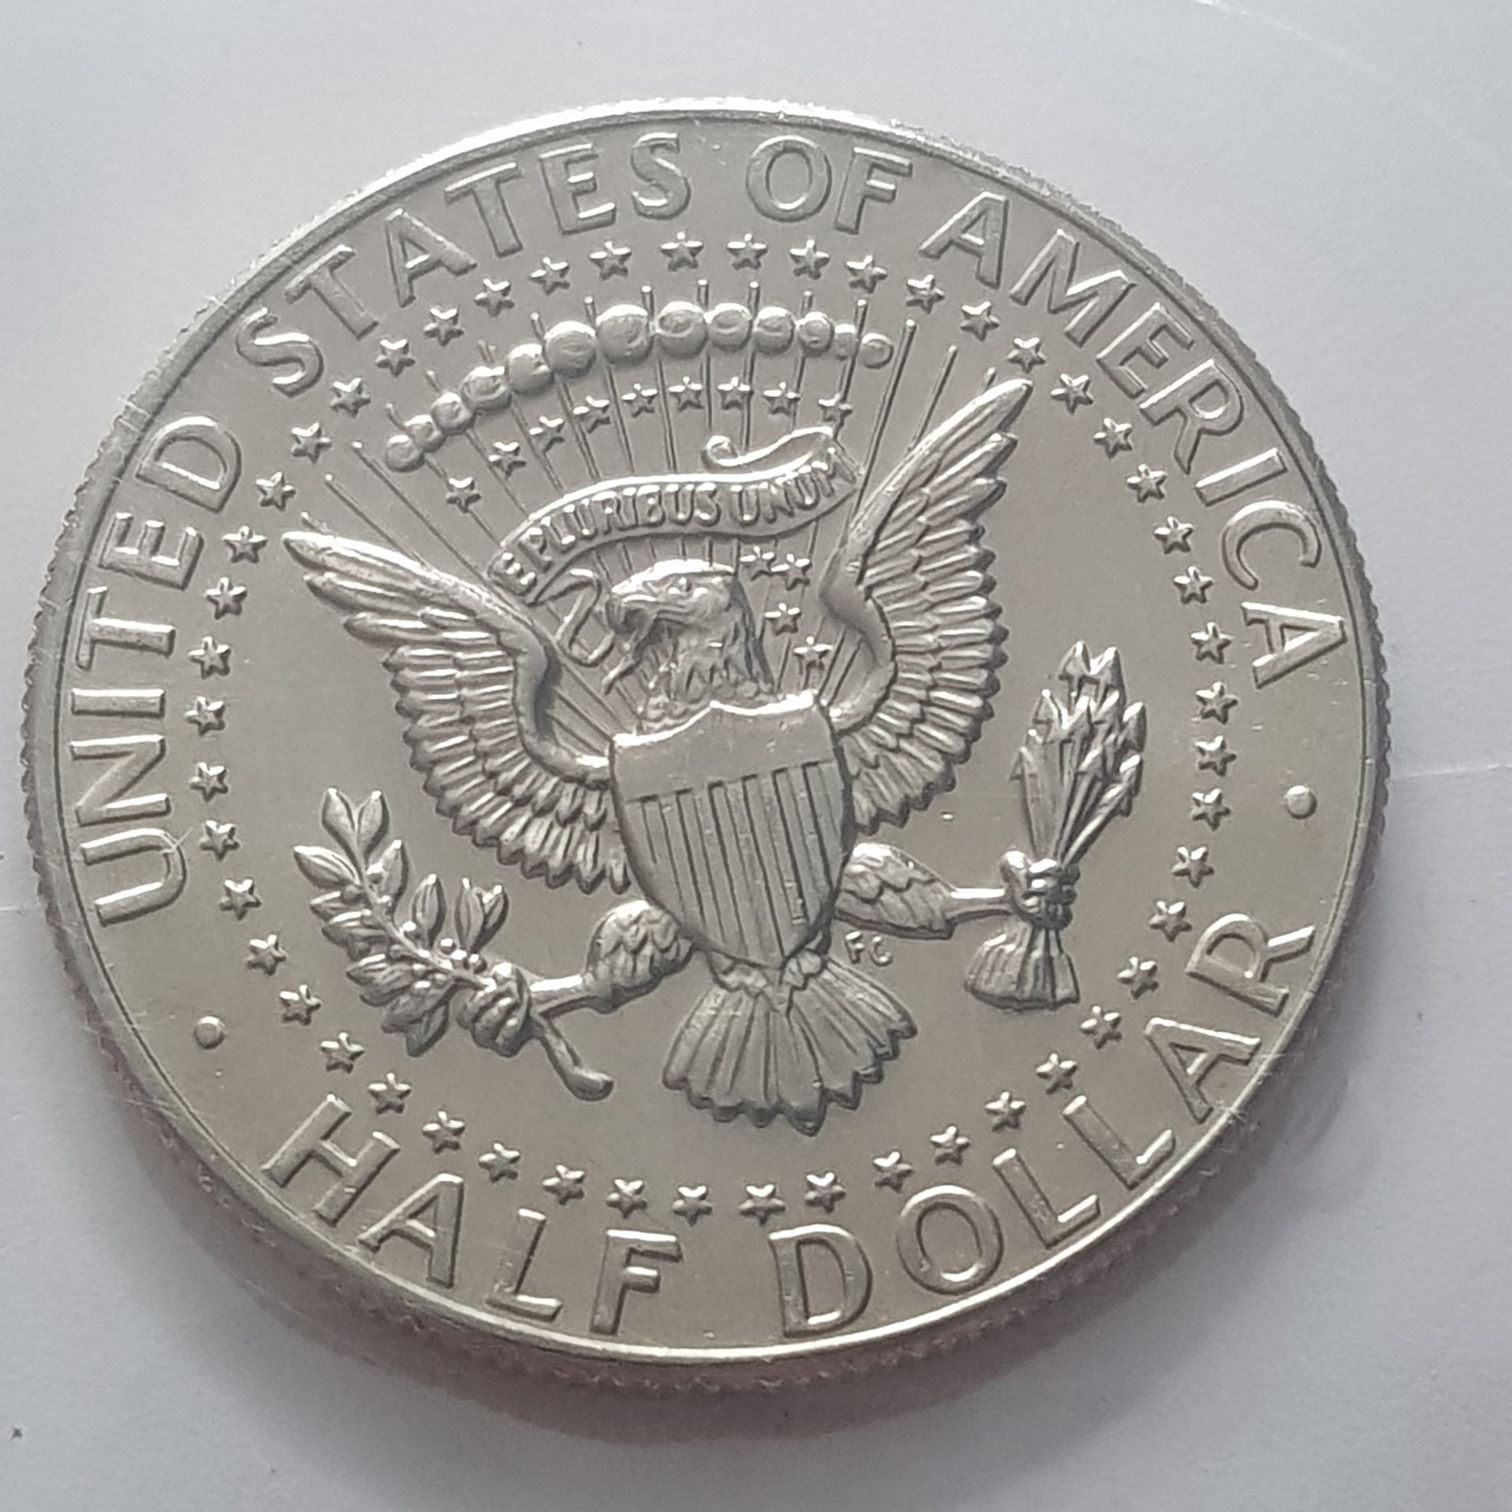 UNITED STATES OF AMERICA
E PLURIBUS UNUM
FG
HALF DOLLAR